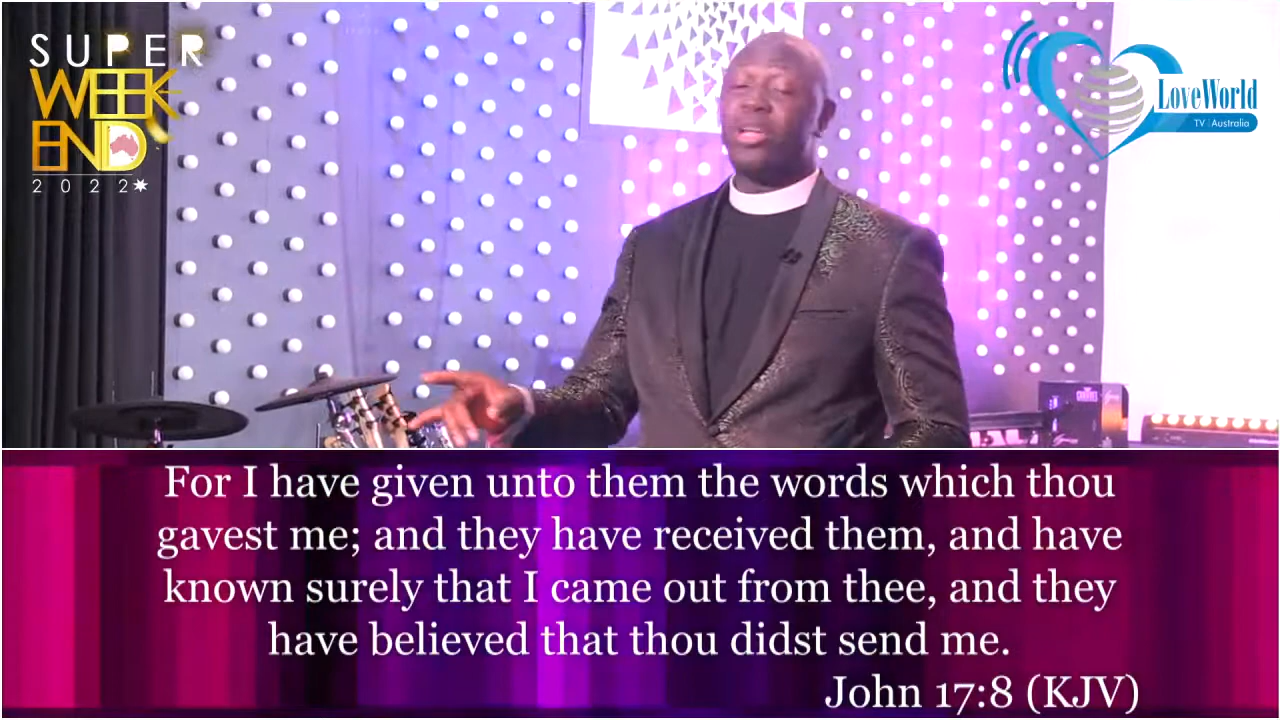 SUPER
WEEK
END
2022
LoveWorld
TV | Australia
For I have given unto them the words which thou
gavest me; and they have received them, and have
known surely that I came out from thee, and they
have believed that thou didst send me.
John 17:8 (KJV)